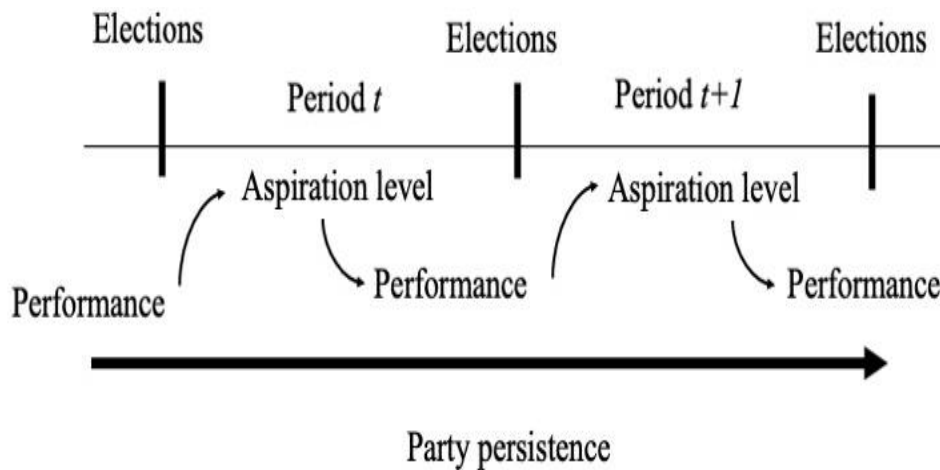 Elections
Elections
Elections
Period t
Period t+1
Aspiration level
Aspiration level
Performance
Performance
Performance
Party persistence